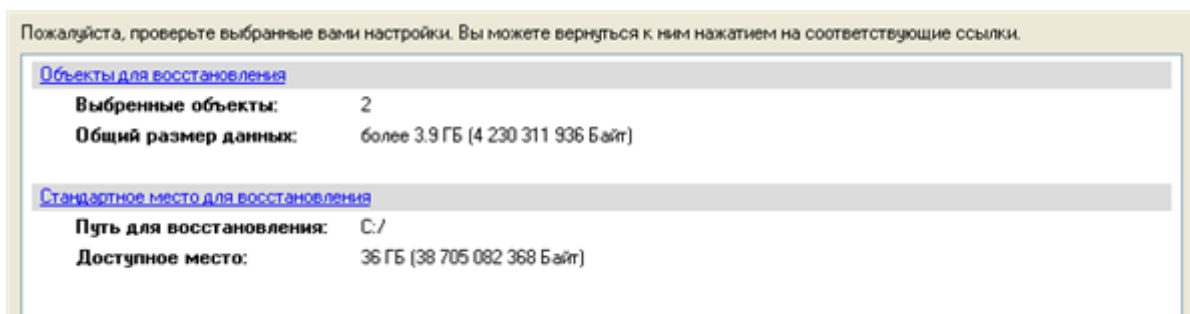 Пожалуйста, проверьте выбранные вами настройки. Вы можете вернуться к ним нажатием на соответствующие ссылки.
Объекты для восстановления
Выбренные объекты: 2
Общий размер данных: более 3.9 ГБ (4 230 311 936 Байт)
Стандартное место для восстановления
Путь для восстановления: C:/
Доступное место: 36 ГБ (38 705 082 368 Байт)